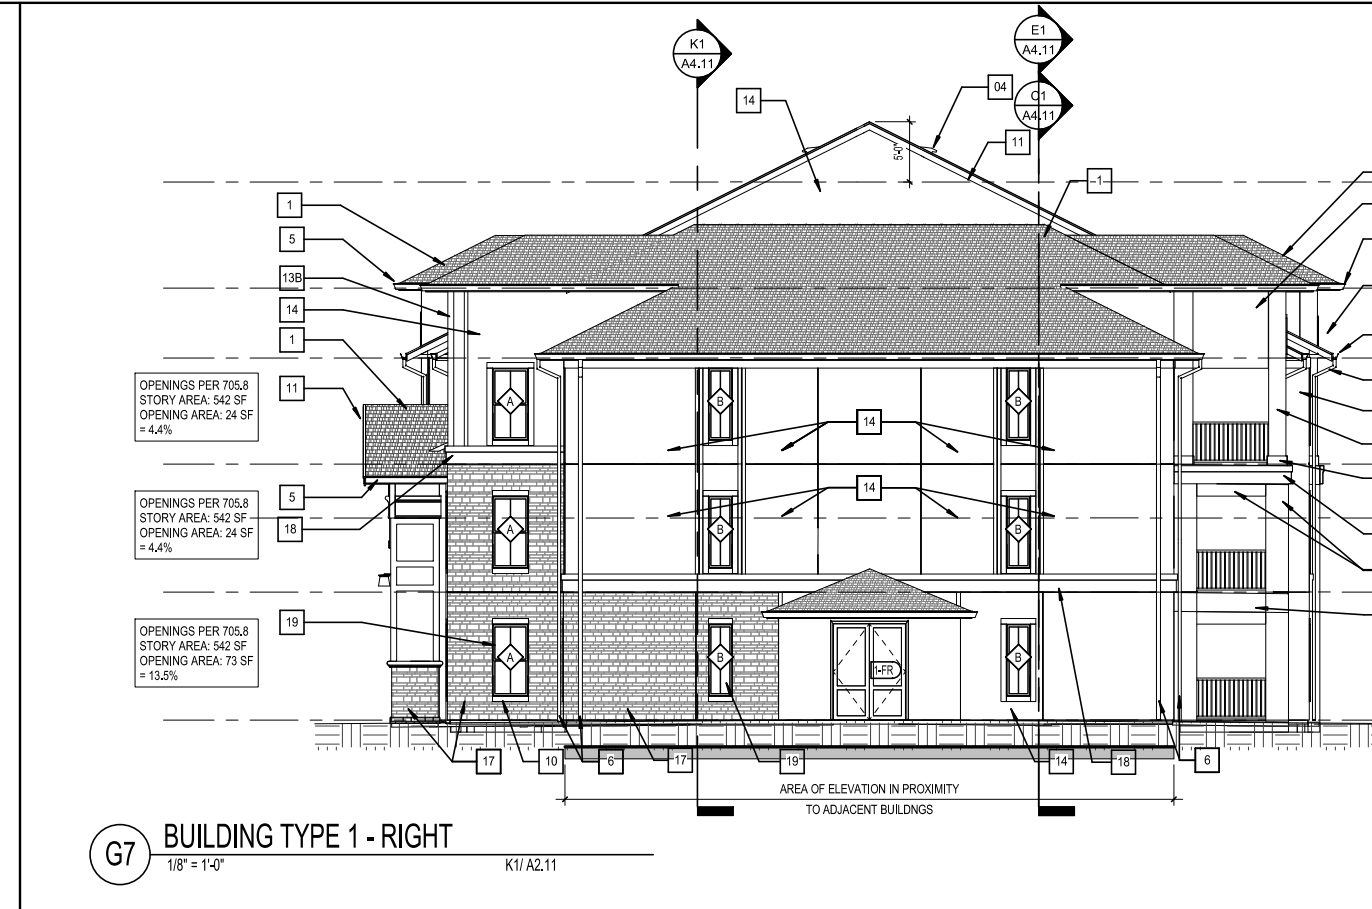 K1
A4.11
E1
A4.11
C1
A4.11
14
04
11
5'-0"
1
1
5
13B
14
1
11
OPENINGS PER 705.8
STORY AREA: 542 SF
OPENING AREA: 24 SF
= 4.4%
A
B
B
14
5
18
OPENINGS PER 705.8
STORY AREA: 542 SF
OPENING AREA: 24 SF
= 4.4%
14
A
B
B
19
OPENINGS PER 705.8
STORY AREA: 542 SF
OPENING AREA: 73 SF
= 13.5%
A
B
1-FR
B
17
10
6
17
19
14
18
6
AREA OF ELEVATION IN PROXIMITY
TO ADJACENT BUILDNGS
G7
BUILDING TYPE 1 - RIGHT
1/8" = 1'-0"
K1/ A2.11